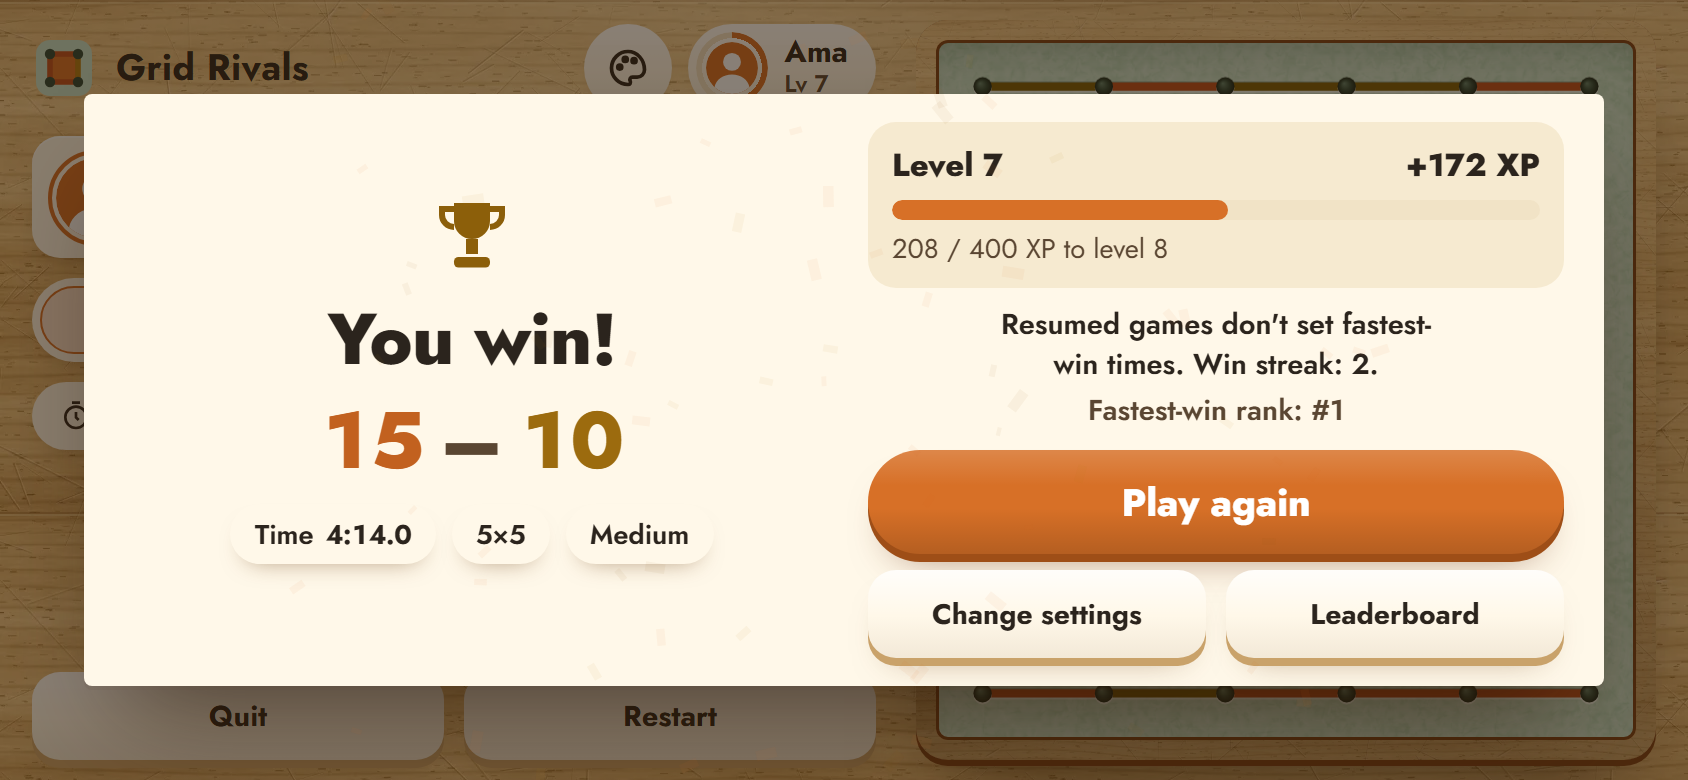 Grid Rivals
Ama
Lv 7
You win!
15 – 10
Time 4:14.0
5×5
Medium
Level 7
+172 XP
208 / 400 XP to level 8
Resumed games don't set fastest-
win times. Win streak: 2.
Fastest-win rank: #1
Play again
Change settings
Leaderboard
Quit
Restart